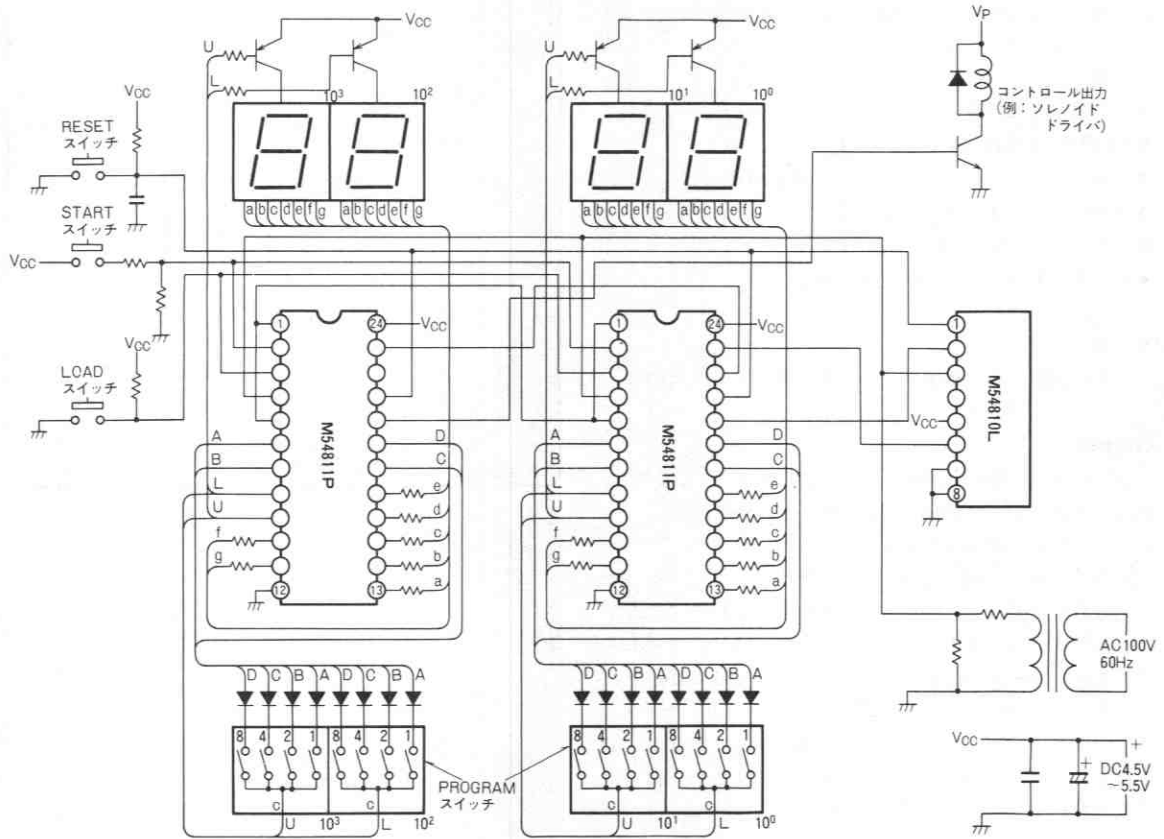 VCC
VCC
VP
U
U
L
L
10³ 10²
10¹ 10⁰
コントロール出力
(例：ソレノイド
ドライバ)
VCC
RESET
スイッチ
START
スイッチ
VCC
a b c d e f g a b c d e f g
a b c d e f g a b c d e f g
VCC
LOAD
スイッチ
1 24 VCC
1 24 VCC
1
VCC
8
M54811P
M54811P
M54810L
A D
B C
L e
U d
f c
g b
12 13 a
A D
B C
L e
U d
f c
g b
12 13 a
AC100V
60Hz
D C B A D C B A
D C B A D C B A
8 4 2 1 8 4 2 1
8 4 2 1 8 4 2 1
PROGRAM
スイッチ
c c
U 10³ L 10²
c c
U 10¹ L 10⁰
VCC
+
+
DC4.5V
～5.5V